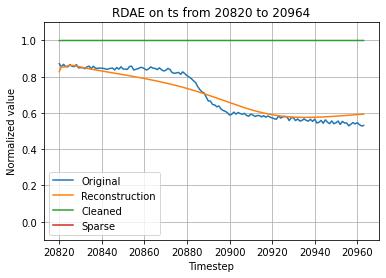 RDAE on ts from 20820 to 20964
Normalized value
1.0
0.8
0.6
0.4
0.2
0.0
Original
Reconstruction
Cleaned
Sparse
20820 20840 20860 20880 20900 20920 20940 20960
Timestep